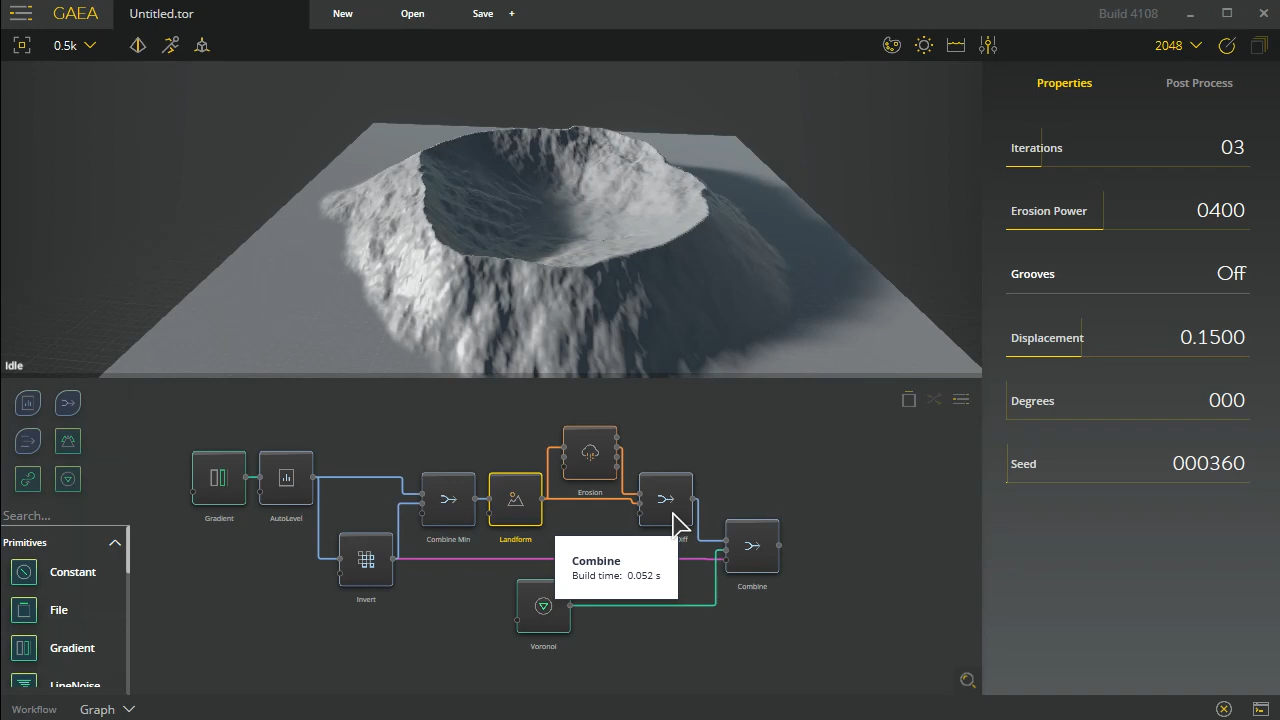 GAEA
Untitled.tor
New
Open
Save
+
Build 4108
0.5k
2048
Properties
Post Process
Iterations 03
Erosion Power 0400
Grooves Off
Displacement 0.1500
Degrees 000
Seed 000360
Idle
Gradient
AutoLevel
Invert
Combine Min
Landform
Erosion
Diff
Combine
Voronoi
Combine
Build time: 0.052 s
Search...
Primitives
Constant
File
Gradient
LineNoise
Workflow
Graph